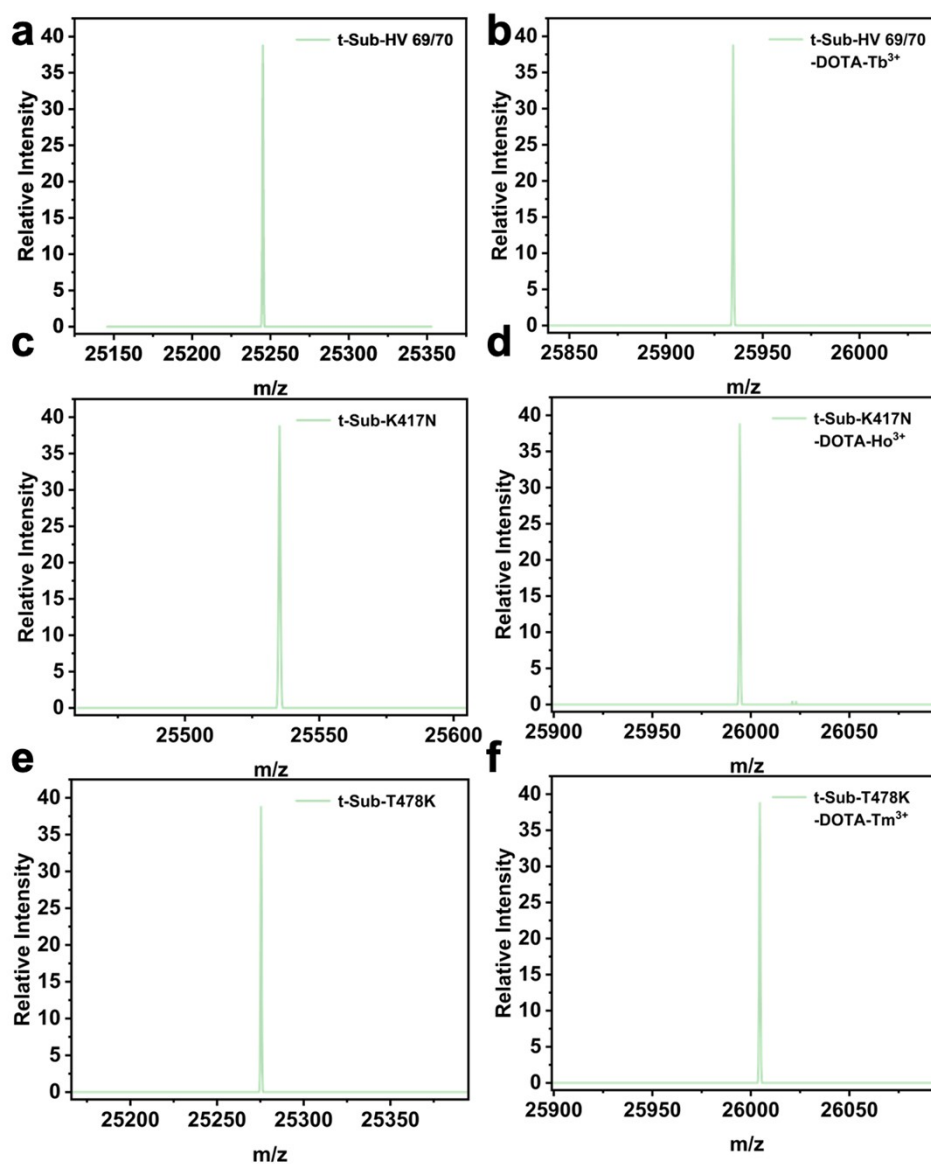 a
t-Sub-HV 69/70
40
35
30
25
20
15
10
5
0
Relative Intensity
25150 25200 25250 25300 25350
m/z
b
t-Sub-HV 69/70
-DOTA-Tb³⁺
40
35
30
25
20
15
10
5
0
Relative Intensity
25850 25900 25950 26000
m/z
c
t-Sub-K417N
40
35
30
25
20
15
10
5
0
Relative Intensity
25500 25550 25600
m/z
d
t-Sub-K417N
-DOTA-Ho³⁺
40
35
30
25
20
15
10
5
0
Relative Intensity
25900 25950 26000 26050
m/z
e
t-Sub-T478K
40
35
30
25
20
15
10
5
0
Relative Intensity
25200 25250 25300 25350
m/z
f
t-Sub-T478K
-DOTA-Tm³⁺
40
35
30
25
20
15
10
5
0
Relative Intensity
25900 25950 26000 26050
m/z